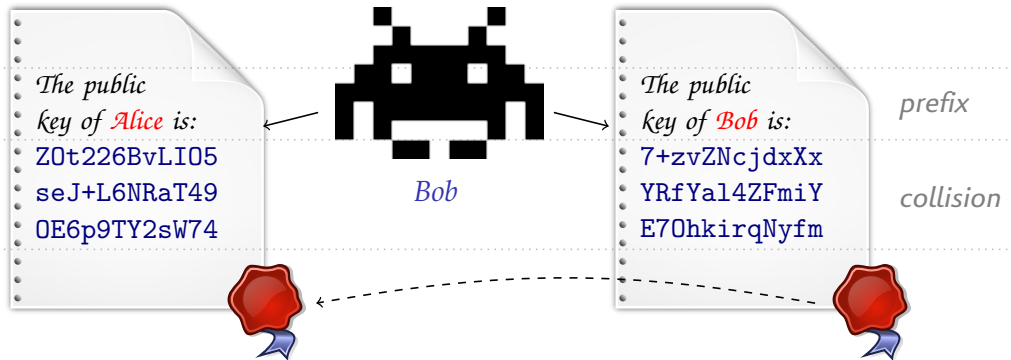 The public
key of Alice is:
ZOt226BvLIO5
seJ+L6NRaT49
OE6p9TY2sW74
Bob
The public
key of Bob is:
7+zvZNcjdxXx
YRfYal4ZFmiY
E7OhkirqNyfm
prefix
collision